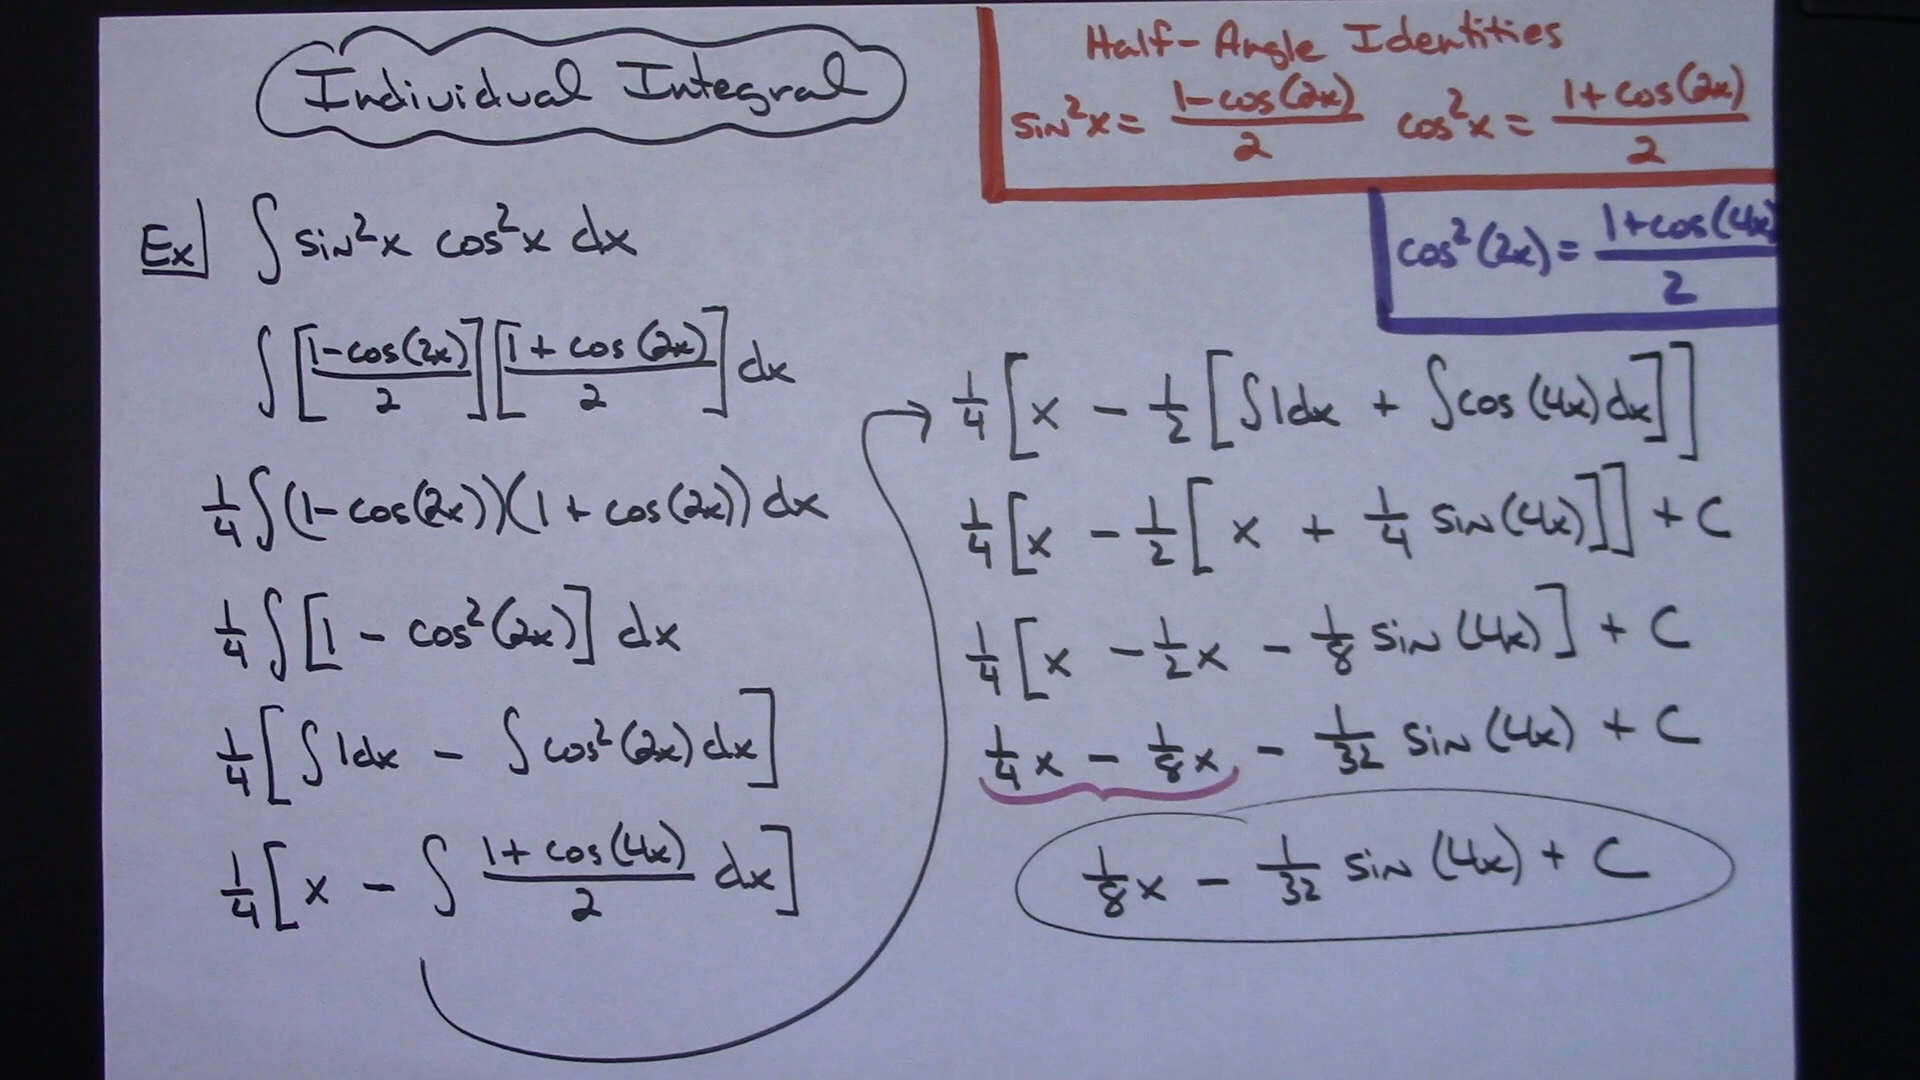 Individual Integral
Half-Angle Identities
sin²x = (1-cos(2x))/2 cos²x = (1+cos(2x))/2
cos²(2x) = (1+cos(4x)/2
Ex ∫ sin²x cos²x dx
∫ [(1-cos(2x))/2] [(1+cos(2x))/2] dx
1/4 ∫ (1-cos(2x))(1+cos(2x)) dx
1/4 ∫ [1 - cos²(2x)] dx
1/4 [∫1dx - ∫cos²(2x)dx]
1/4 [x - ∫ (1+cos(4x))/2 dx]
1/4 [x - 1/2 [∫1dx + ∫cos(4x)dx]]
1/4 [x - 1/2 [x + 1/4 sin(4x)]] + C
1/4 [x - 1/2x - 1/8 sin(4x)] + C
1/4x - 1/8x - 1/32 sin(4x) + C
1/8x - 1/32 sin(4x) + C